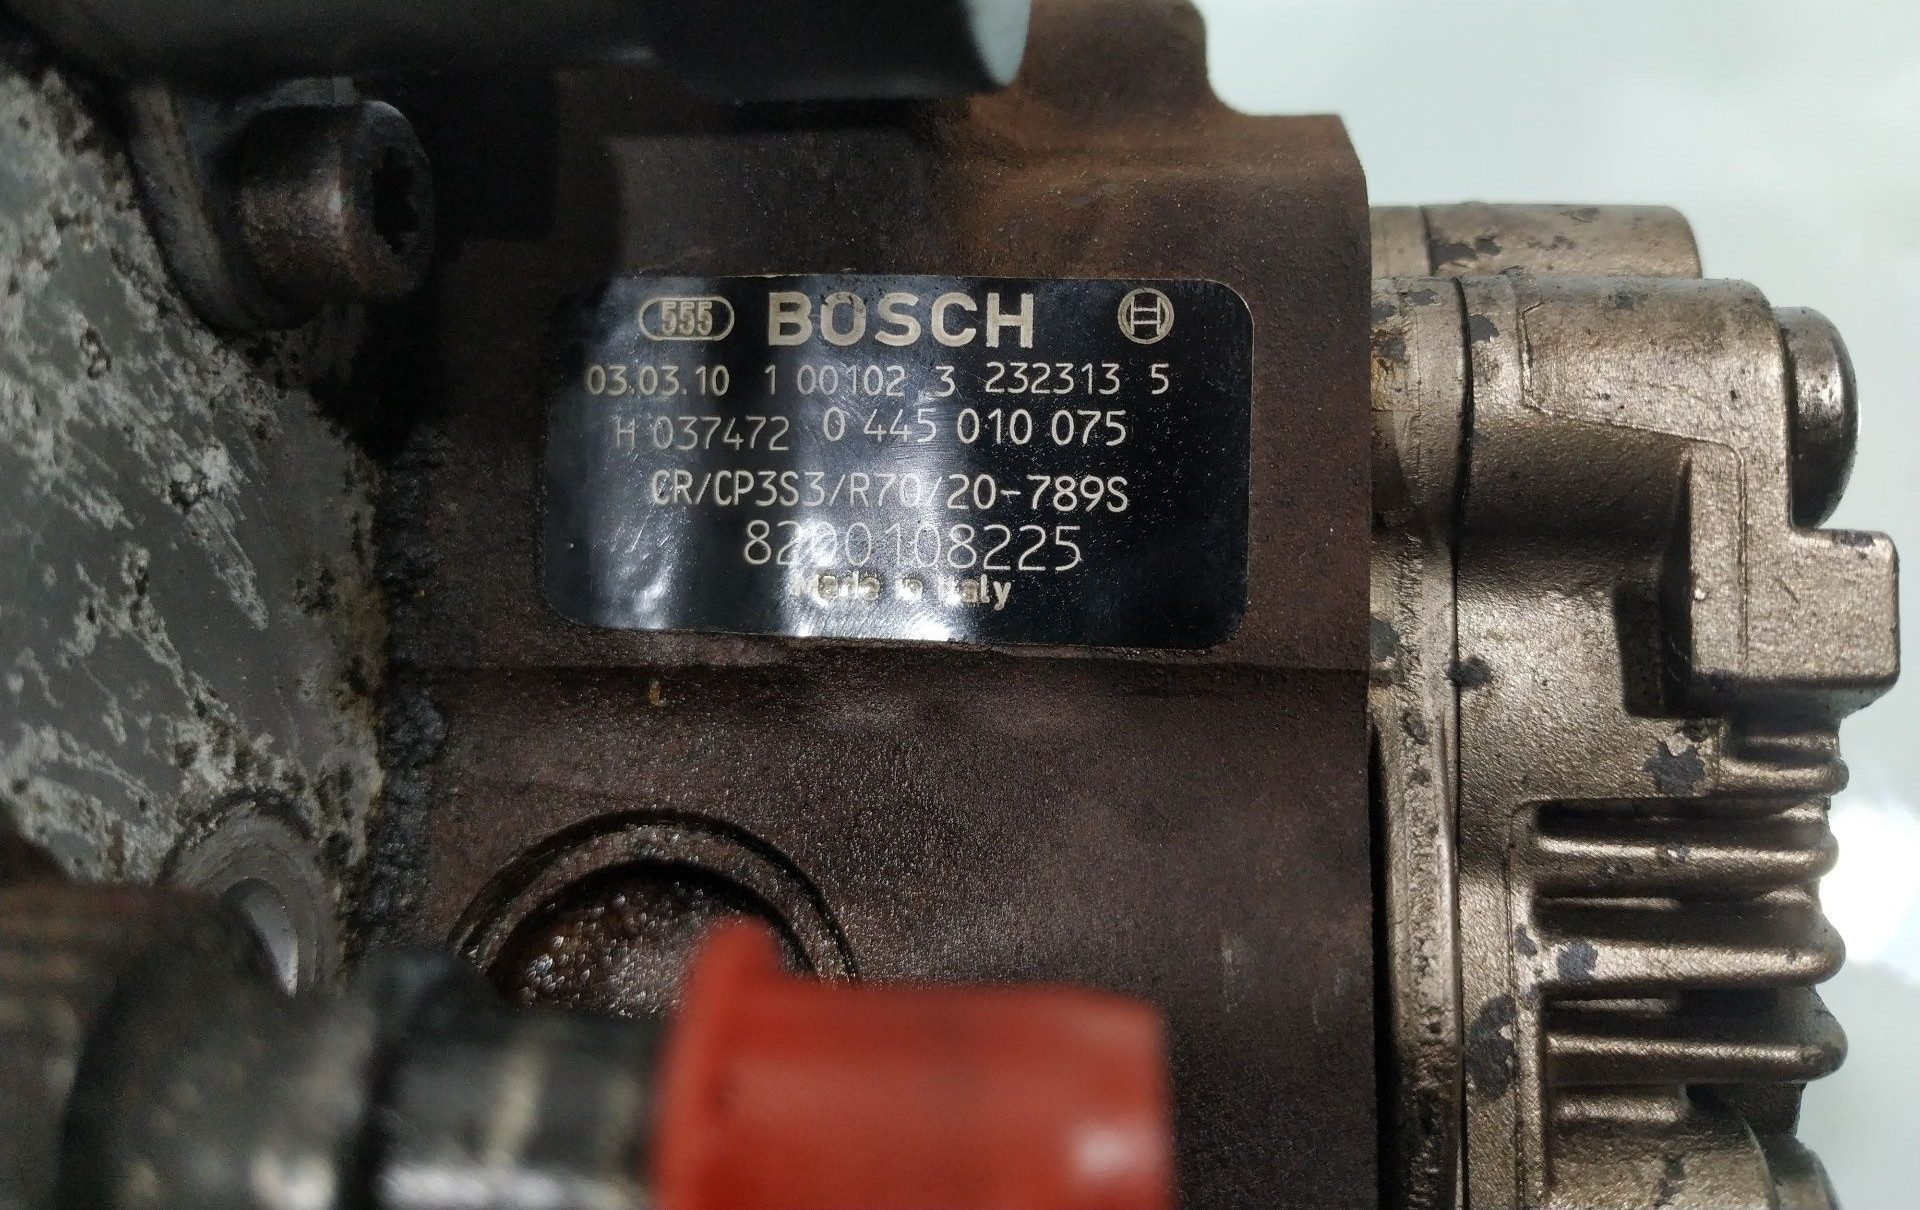 555 BOSCH
03.03.10 1 00102 3 232313 5
H 037472 0 445 010 075
CR/CP3S3/R70/20-789S
8200108225
Made in Italy